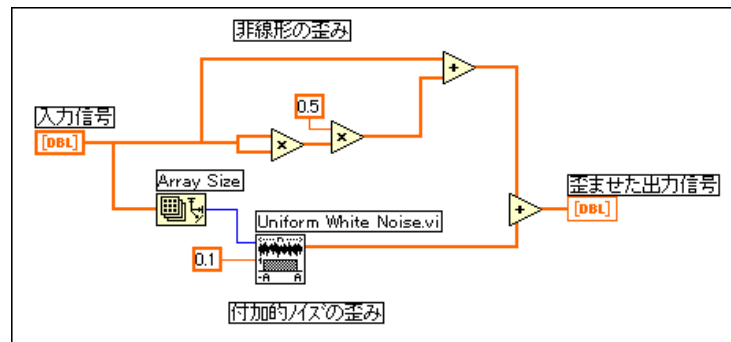 非線形の歪み
入力信号
[DBL]
0.5
×
×
+
Array Size
Uniform White Noise.vi
0.1
-A A
+
歪ませた出力信号
[DBL]
付加的ノイズの歪み